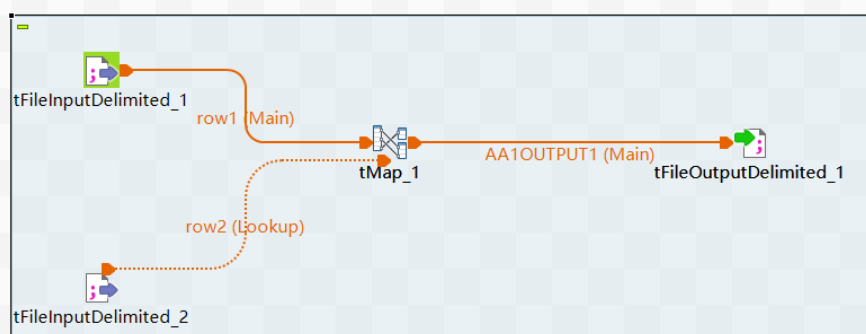 tFileInputDelimited_1
row1 (Main)
tMap_1
AA1OUTPUT1 (Main)
tFileOutputDelimited_1
row2 (Lookup)
tFileInputDelimited_2